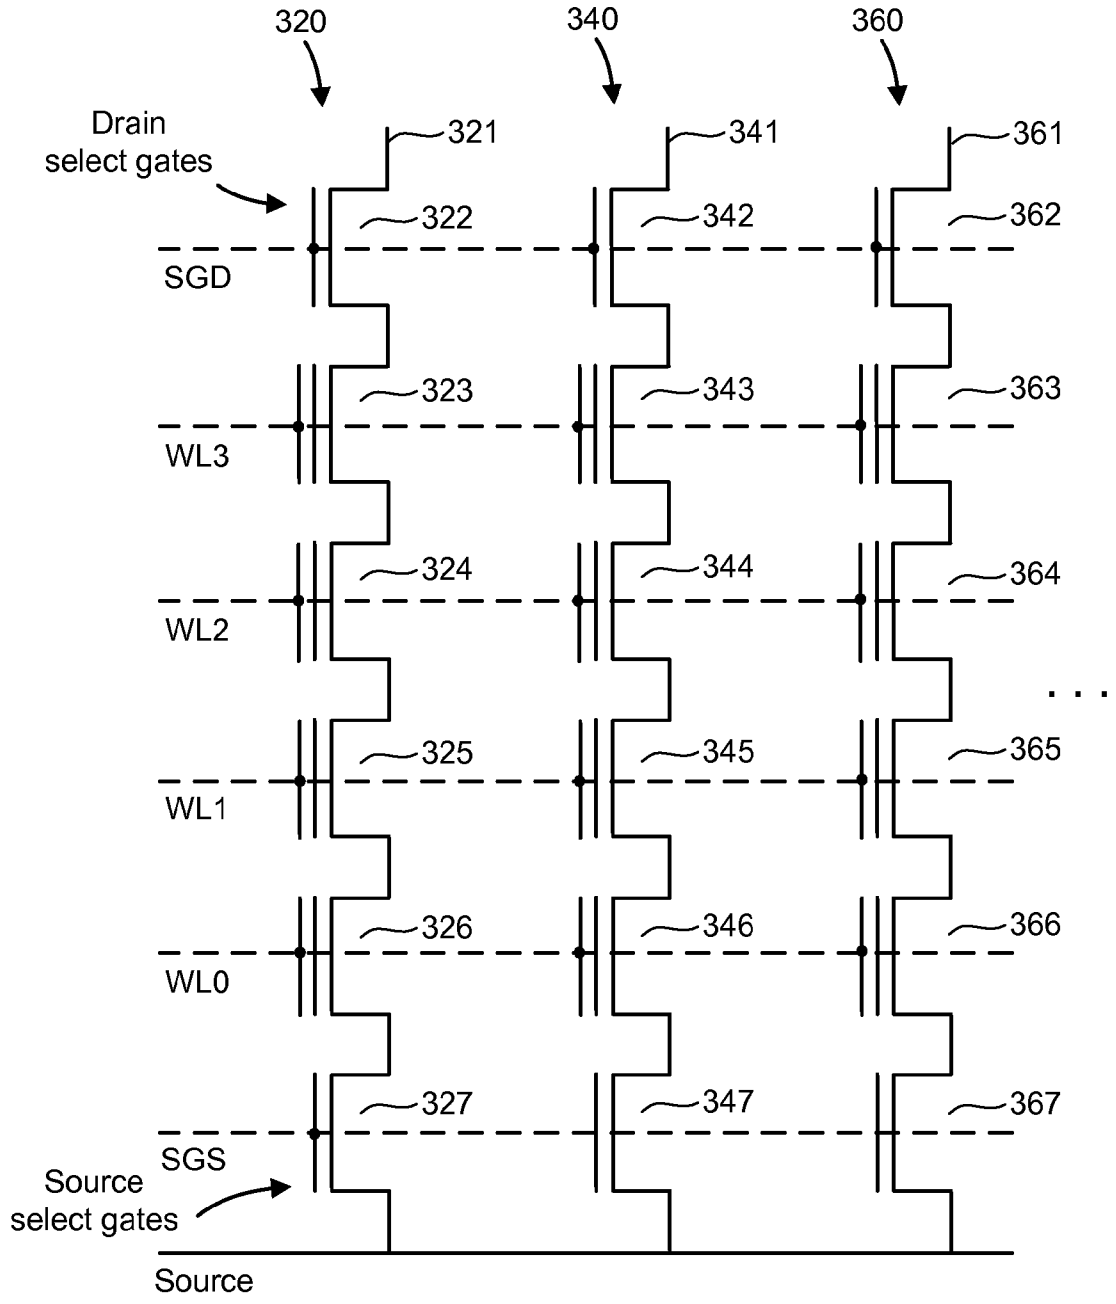 320 340 360
Drain
select gates
321 341 361
322 342 362
SGD
323 343 363
WL3
324 344 364
WL2
. . .
325 345 365
WL1
326 346 366
WL0
327 347 367
SGS
Source
select gates
Source